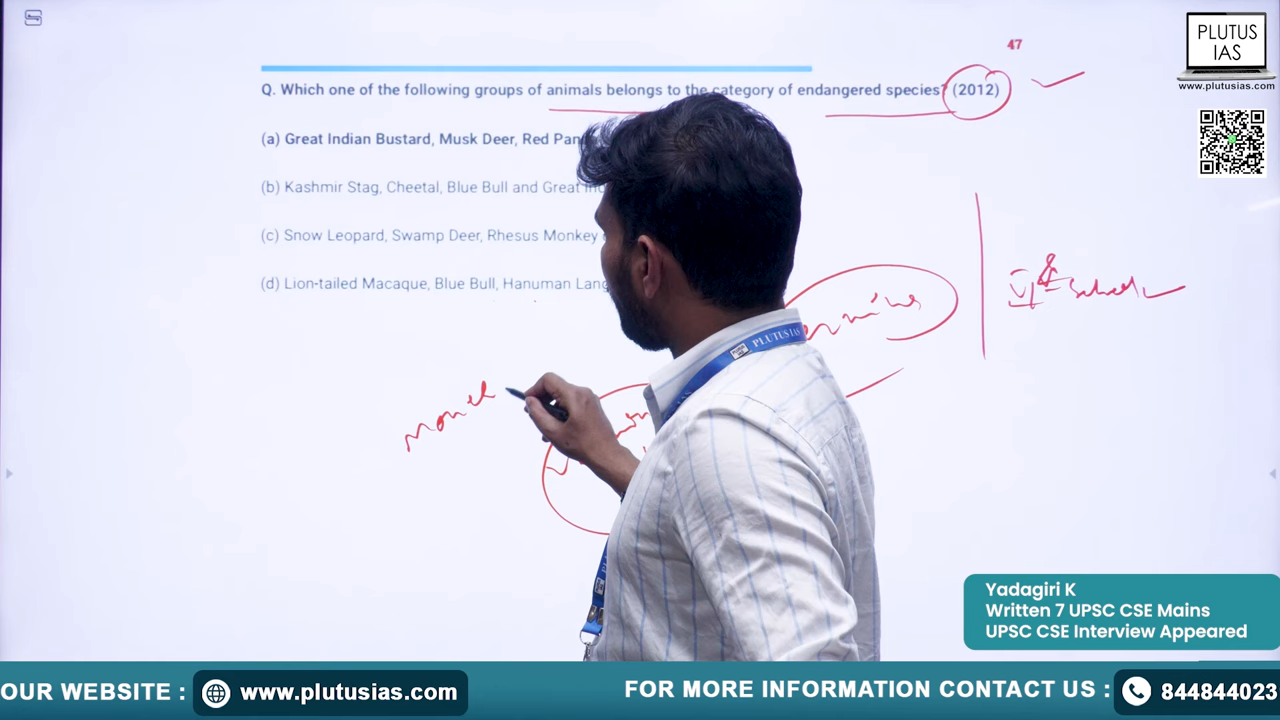 47
PLUTUS
IAS
www.plutusias.com
Q. Which one of the following groups of animals belongs to the category of endangered species? (2012)
(a) Great Indian Bustard, Musk Deer, Red Pan
(b) Kashmir Stag, Cheetal, Blue Bull and Great In
(c) Snow Leopard, Swamp Deer, Rhesus Monkey
(d) Lion-tailed Macaque, Blue Bull, Hanuman Lang
PLUTUS IAS
Yadagiri K
Written 7 UPSC CSE Mains
UPSC CSE Interview Appeared
OUR WEBSITE : www.plutusias.com
FOR MORE INFORMATION CONTACT US : 844844023